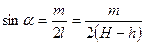 sin α = m/2l = m/2(H − h)